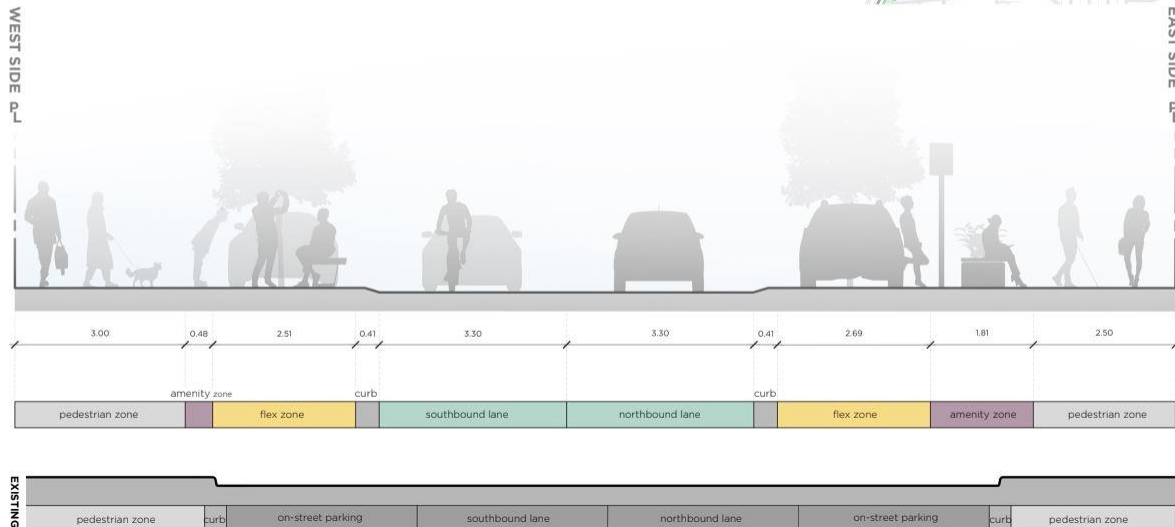 WEST SIDE PL
EAST SIDE PL
3.00 0.48 2.51 0.41 3.30 3.30 0.41 2.69 1.81 2.50
amenity zone curb curb
pedestrian zone flex zone southbound lane northbound lane flex zone amenity zone pedestrian zone
EXISTING
pedestrian zone curb on-street parking southbound lane northbound lane on-street parking curb pedestrian zone